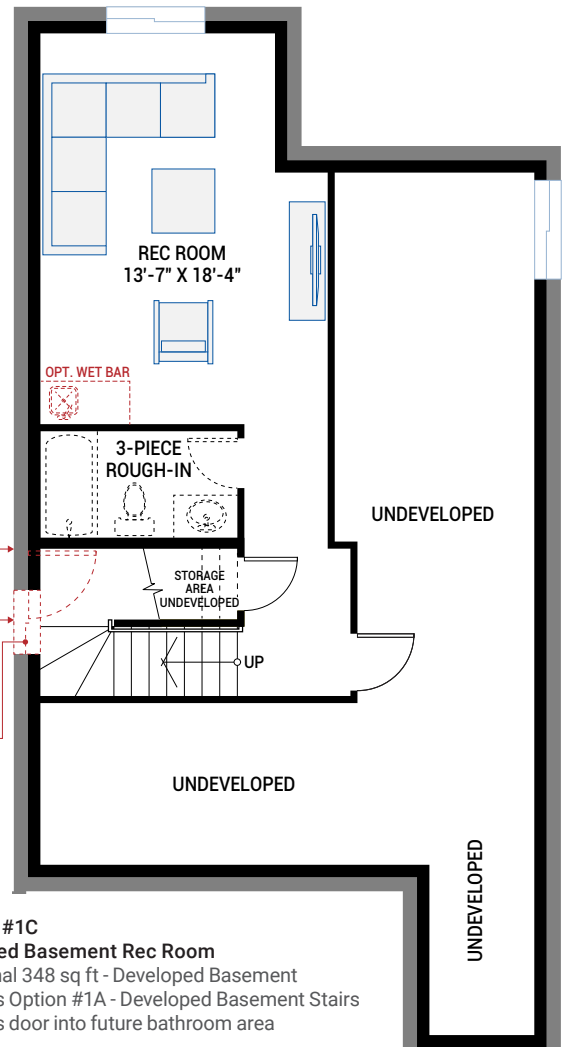 REC ROOM
13'-7" X 18'-4"
OPT. WET BAR
3-PIECE
ROUGH-IN
UNDEVELOPED
STORAGE
AREA
UNDEVELOPED
UP
UNDEVELOPED
UNDEVELOPED
#1C
ed Basement Rec Room
nal 348 sq ft - Developed Basement
s Option #1A - Developed Basement Stairs
s door into future bathroom area